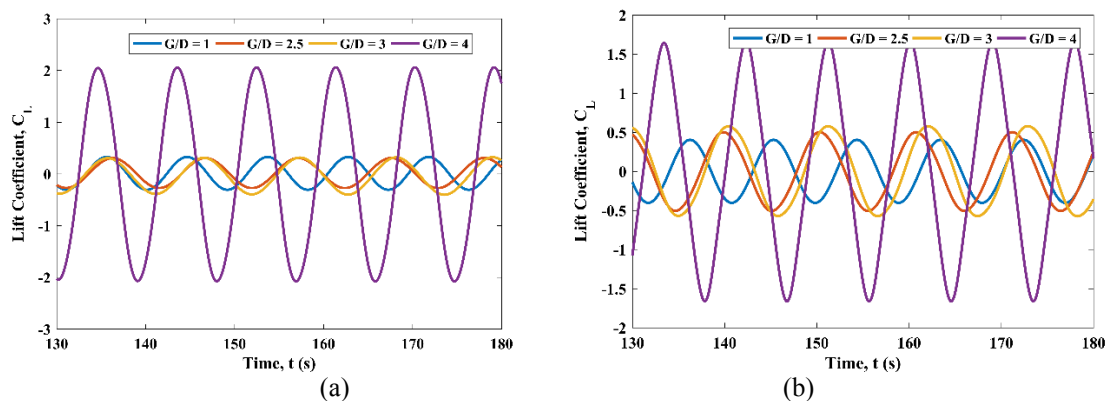 3
G/D = 1 G/D = 2.5 G/D = 3 G/D = 4
2
1
0
-1
-2
-3
Lift Coefficient, C_L
130 140 150 160 170 180
Time, t (s)
(a)
2
G/D = 1 G/D = 2.5 G/D = 3 G/D = 4
1.5
1
0.5
0
-0.5
-1
-1.5
-2
Lift Coefficient, C_L
130 140 150 160 170 180
Time, t (s)
(b)